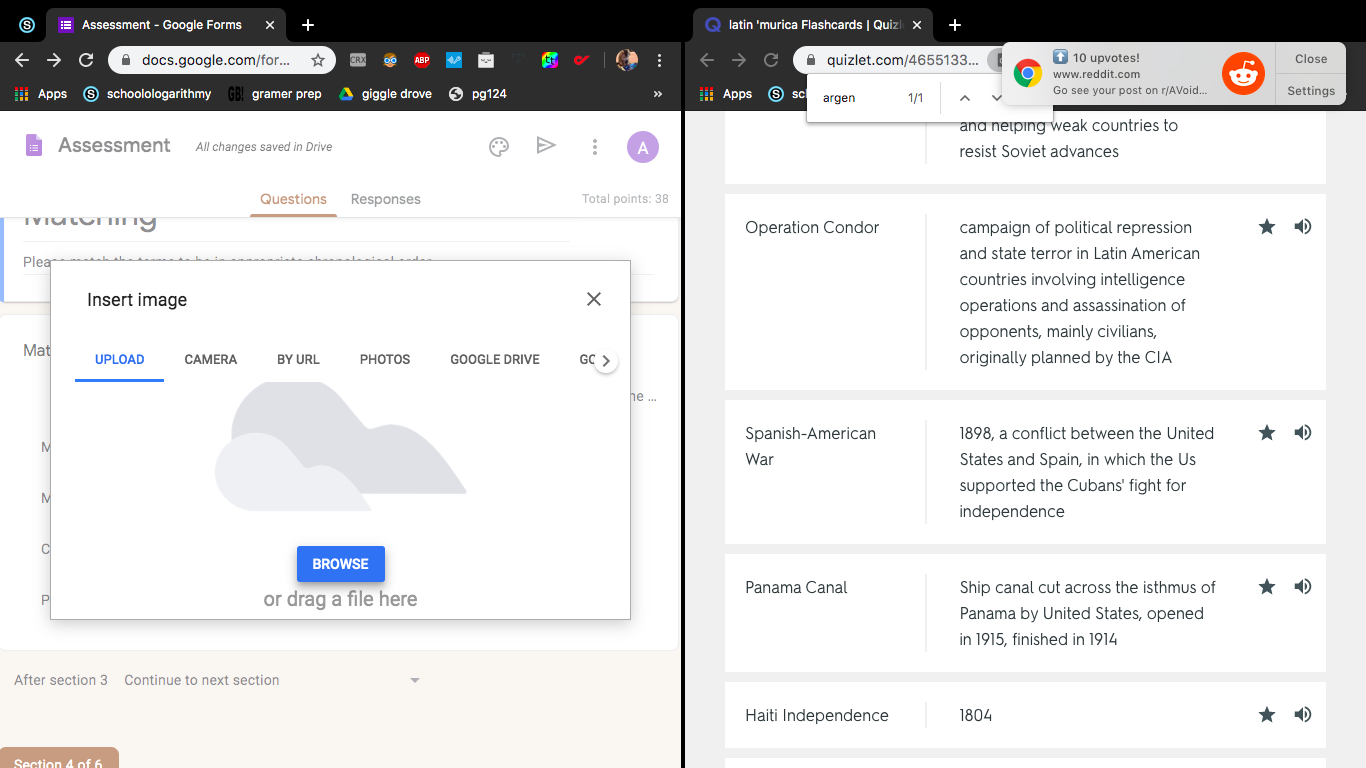 Assessment - Google Forms
docs.google.com/for...
CRX
ABP
Apps
schoolologarithmy
GB!
gramer prep
giggle drove
pg124
»
Assessment
All changes saved in Drive
A
Questions
Responses
Total points: 38
Matching
Please match the terms to be in appropriate chronological order
Mat
Insert image
UPLOAD
CAMERA
BY URL
PHOTOS
GOOGLE DRIVE
GO
he ...
M
M
C
P
BROWSE
or drag a file here
After section 3
Continue to next section
Section 4 of 6
latin 'murica Flashcards | Quizl
quizlet.com/4655133...
Apps
sc
argen
1/1
10 upvotes!
www.reddit.com
Go see your post on r/AVoid...
Close
Settings
and helping weak countries to
resist Soviet advances
Operation Condor
campaign of political repression
and state terror in Latin American
countries involving intelligence
operations and assassination of
opponents, mainly civilians,
originally planned by the CIA
Spanish-American
War
1898, a conflict between the United
States and Spain, in which the Us
supported the Cubans' fight for
independence
Panama Canal
Ship canal cut across the isthmus of
Panama by United States, opened
in 1915, finished in 1914
Haiti Independence
1804